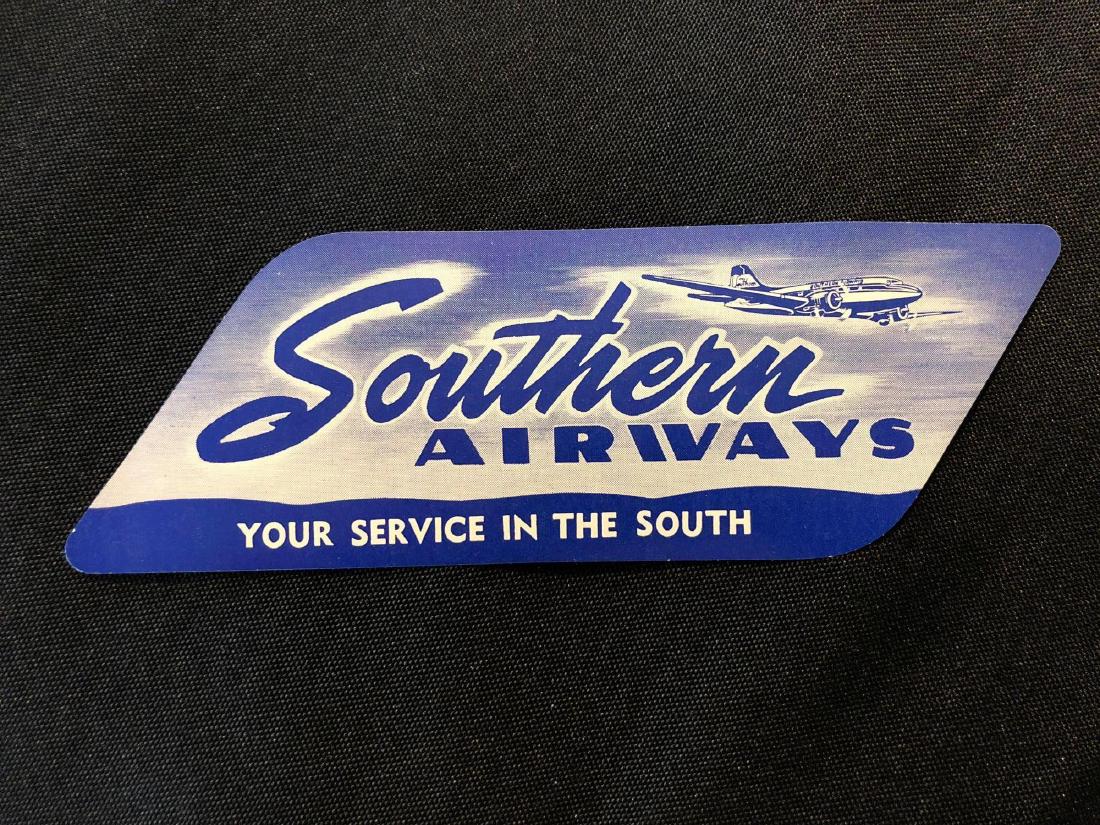 Southern
AIRWAYS
YOUR SERVICE IN THE SOUTH